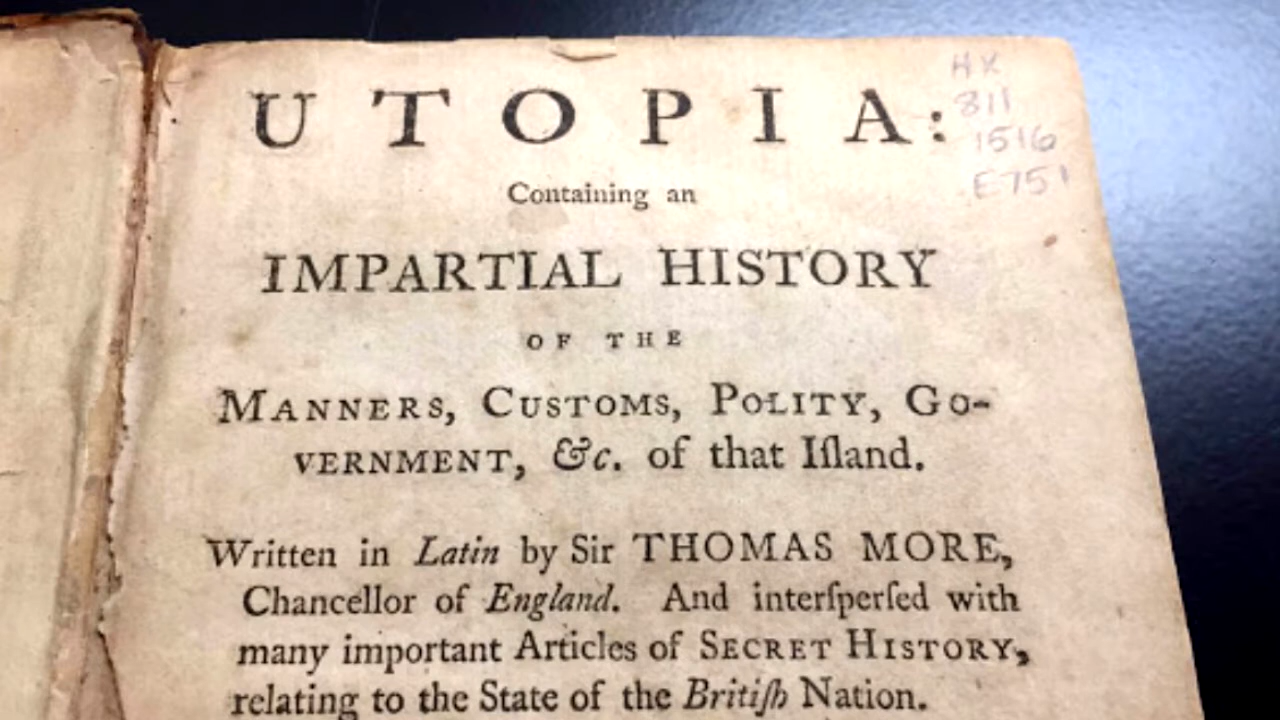 UTOPIA:
HX
811
1516
E751
Containing an
IMPARTIAL HISTORY
OF THE
MANNERS, CUSTOMS, POLITY, GO-
VERNMENT, &c. of that Iſland.
Written in Latin by Sir THOMAS MORE,
Chancellor of England. And interſperſed with
many important Articles of SECRET HISTORY,
relating to the State of the Britiſh Nation.